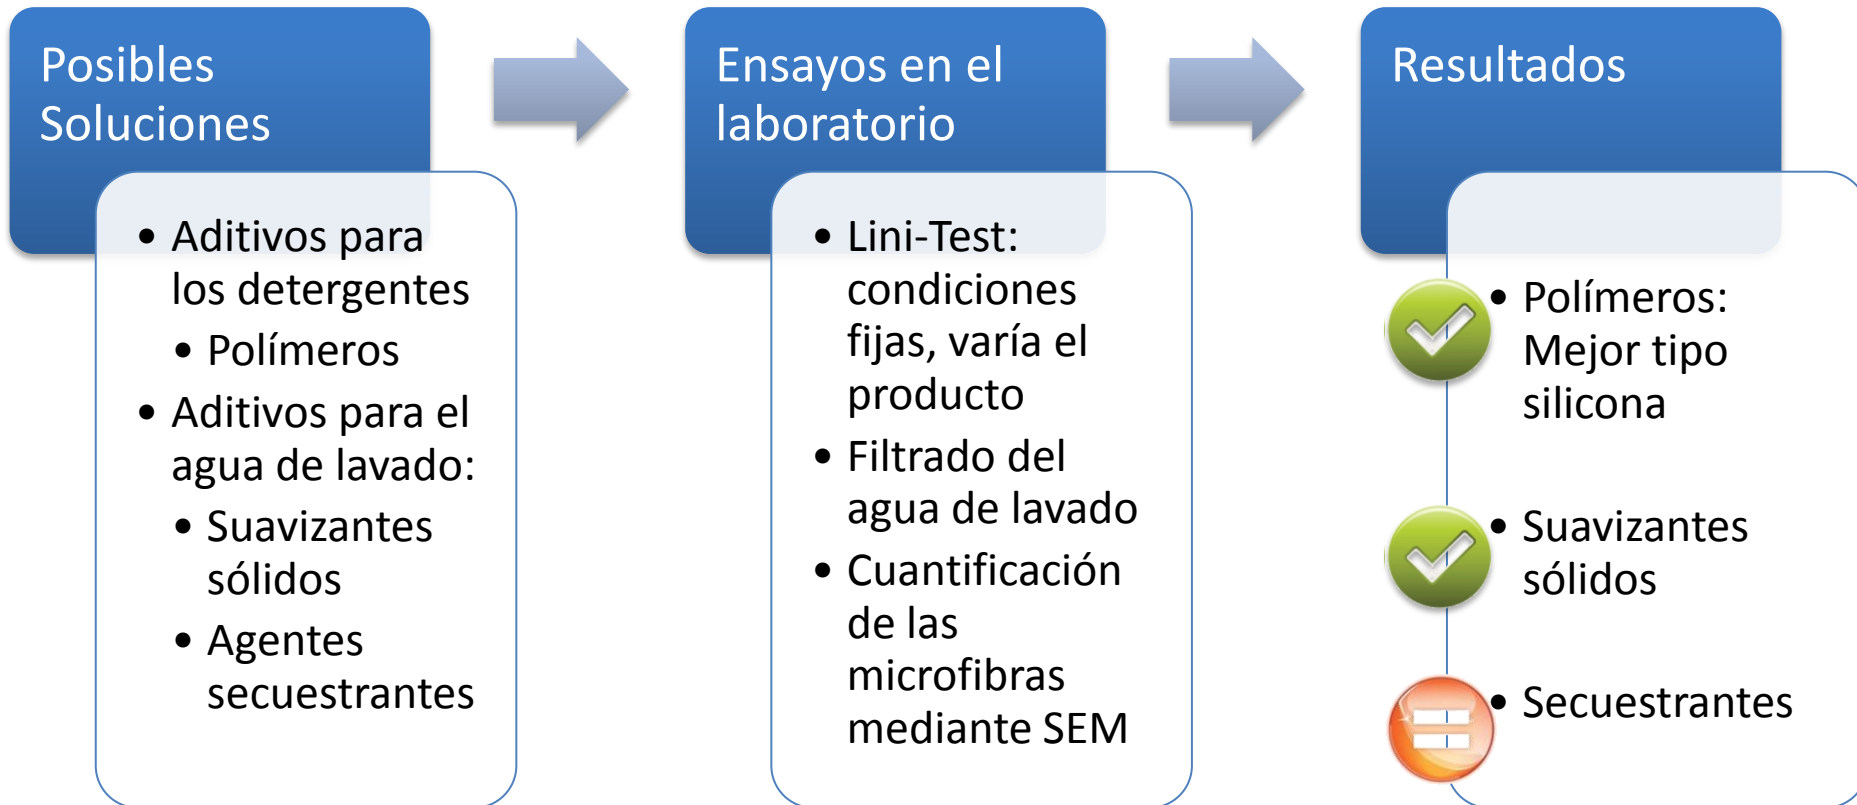 Posibles
Soluciones
• Aditivos para
los detergentes
• Polímeros
• Aditivos para el
agua de lavado:
• Suavizantes
sólidos
• Agentes
secuestrantes
Ensayos en el
laboratorio
• Lini-Test:
condiciones
fijas, varía el
producto
• Filtrado del
agua de lavado
• Cuantificación
de las
microfibras
mediante SEM
Resultados
• Polímeros:
Mejor tipo
silicona
• Suavizantes
sólidos
• Secuestrantes